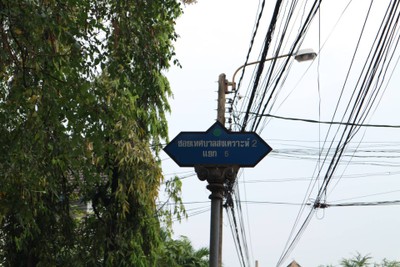 ซอยเทศบาลสงเคราะห์ 2
แยก 6